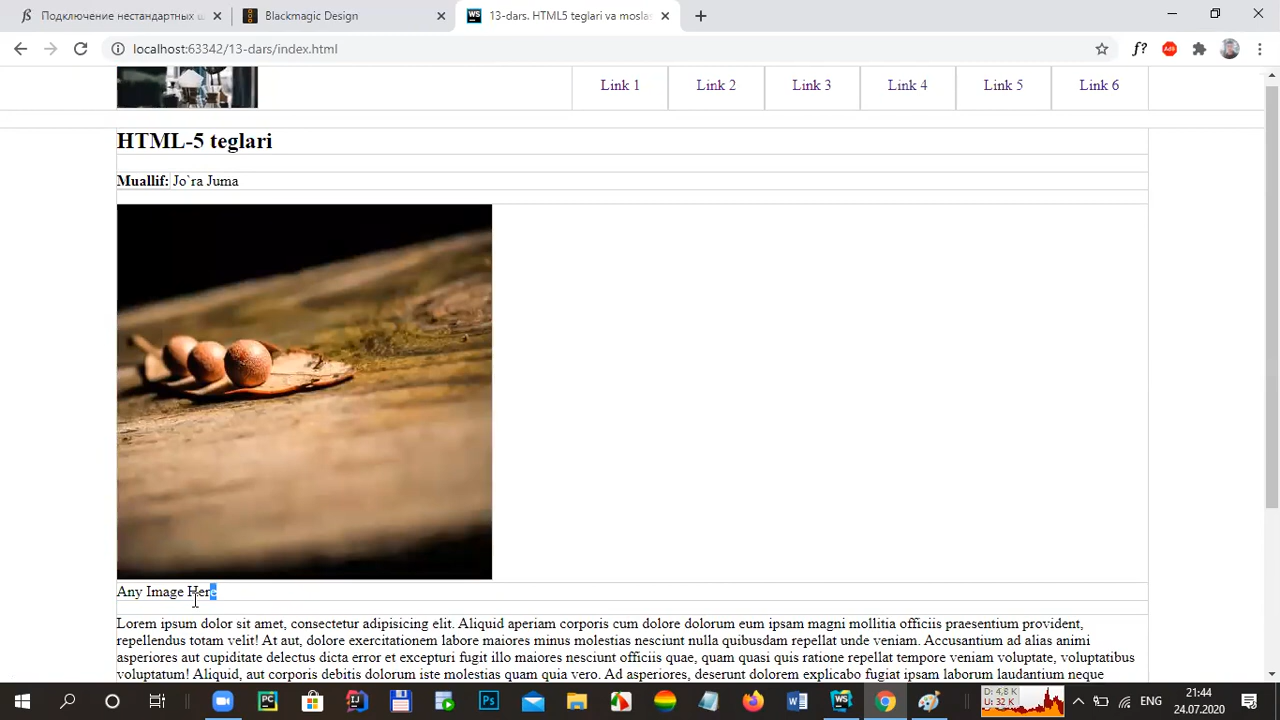 Подключение нестандартных ш
Blackmagic Design
13-dars. HTML5 teglari va moslas
localhost:63342/13-dars/index.html
f?
Link 1
Link 2
Link 3
Link 4
Link 5
Link 6
HTML-5 teglari
Muallif: Jo`ra Juma
Any Image Here
Lorem ipsum dolor sit amet, consectetur adipisicing elit. Aliquid aperiam corporis cum dolore dolorum eum ipsam magni mollitia officiis praesentium provident,
repellendus totam velit! At aut, dolore exercitationem labore maiores minus molestias nesciunt nulla quibusdam repellat unde veniam. Accusantium ad alias animi
asperiores aut cupiditate delectus dicta error et excepturi fugit illo maiores nesciunt officiis quae, quam quasi quis ratione repellat tempore veniam voluptate, voluptatibus
voluptatum! Aliquid, aut corporis debitis dolorum iste molestias quam quia vero. Ad asperiores, deserunt dolorem explicabo fugiat ipsam laborum laudantium neque
D: 4,8 K
U: 32 K
ENG
21:44
24.07.2020